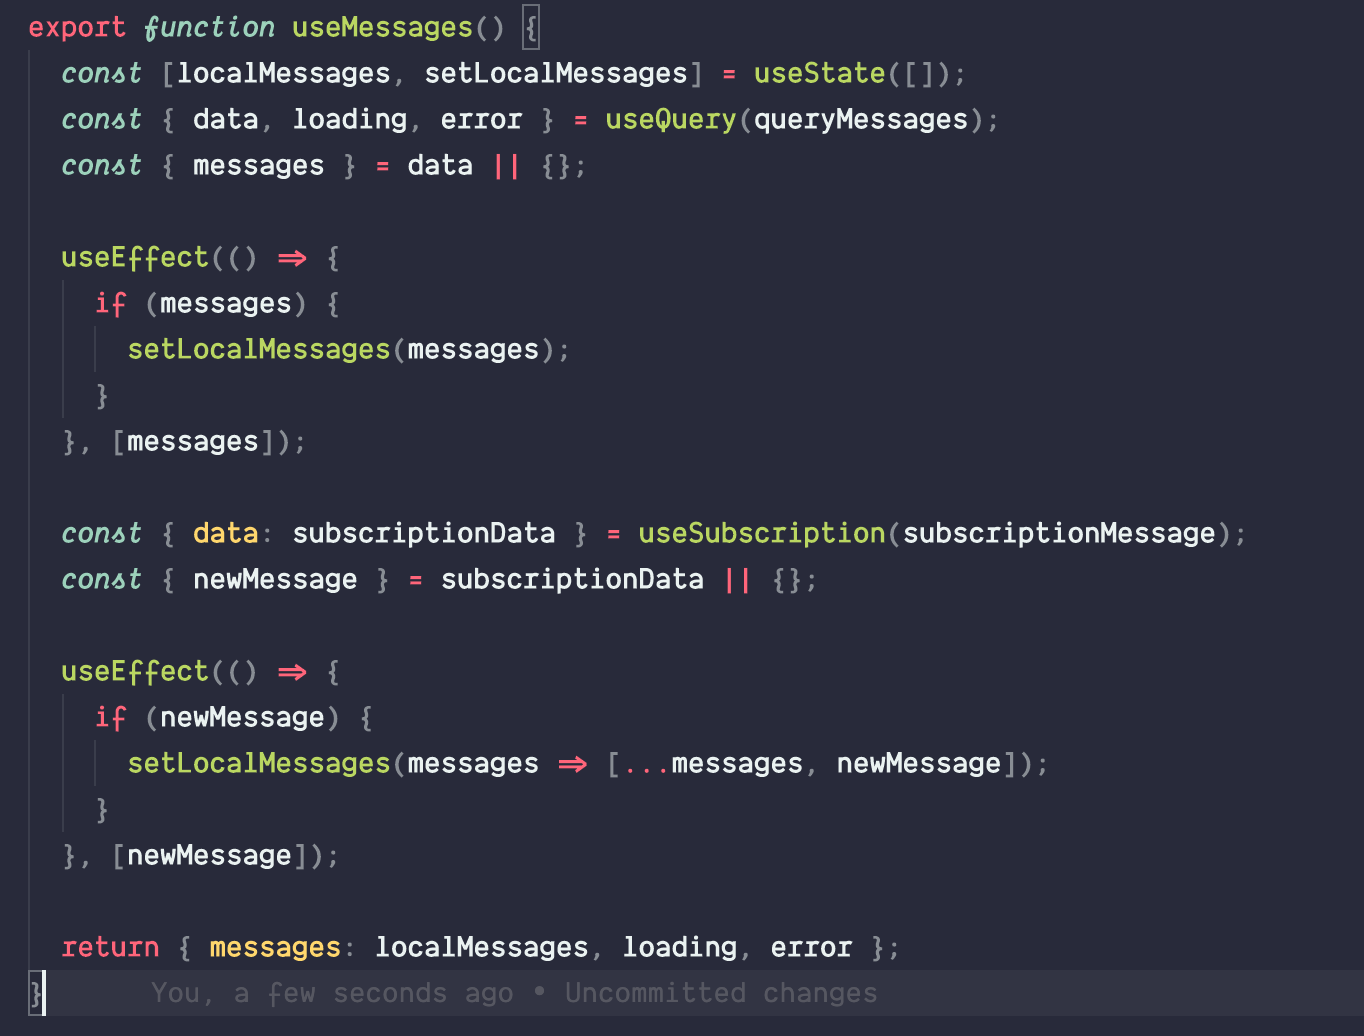 export function useMessages() {
  const [localMessages, setLocalMessages] = useState([]);
  const { data, loading, error } = useQuery(queryMessages);
  const { messages } = data || {};

  useEffect(() => {
    if (messages) {
      setLocalMessages(messages);
    }
  }, [messages]);

  const { data: subscriptionData } = useSubscription(subscriptionMessage);
  const { newMessage } = subscriptionData || {};

  useEffect(() => {
    if (newMessage) {
      setLocalMessages(messages => [...messages, newMessage]);
    }
  }, [newMessage]);

  return { messages: localMessages, loading, error };
}      You, a few seconds ago • Uncommitted changes